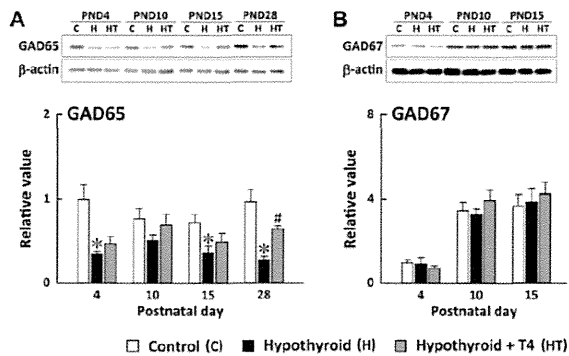 A
PND4 PND10 PND15 PND28
C H HT C H HT C H HT C H HT
GAD65
β-actin
GAD65
Relative value
2
1
0
*
*
*
#
4 10 15 28
Postnatal day
B
PND4 PND10 PND15
C H HT C H HT C H HT
GAD67
β-actin
GAD67
Relative value
8
4
0
4 10 15
Postnatal day
Control (C) Hypothyroid (H) Hypothyroid + T4 (HT)